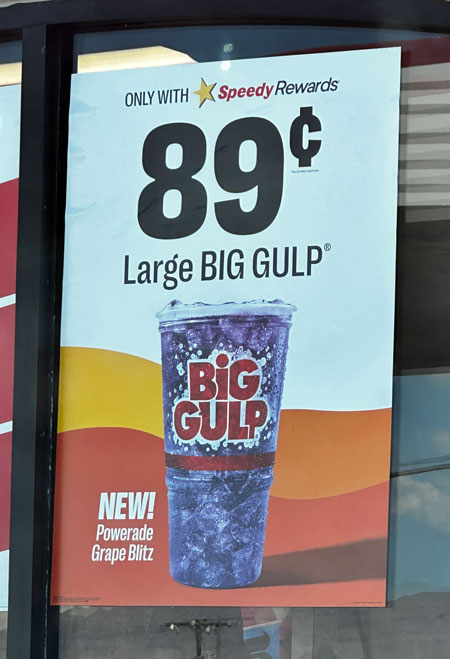 ONLY WITH Speedy Rewards
89¢
Large BIG GULP®
BiG
GULP
NEW!
Powerade
Grape Blitz